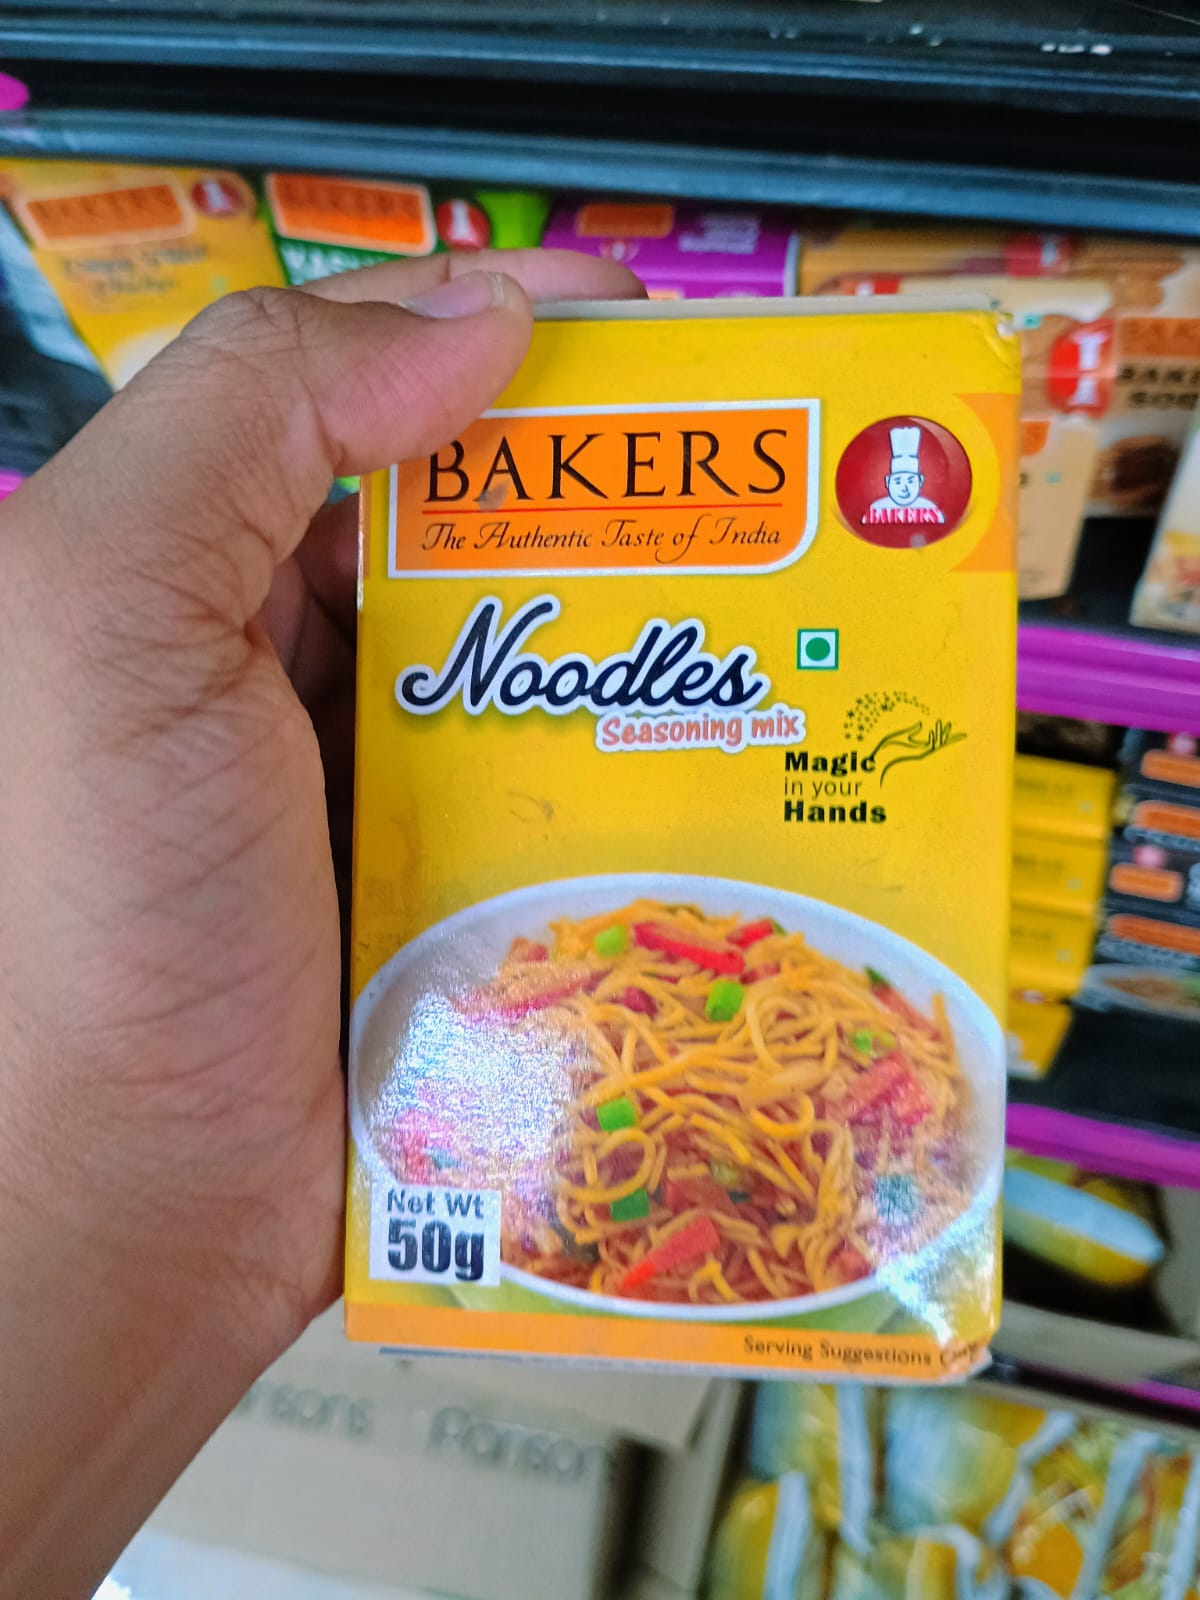 BAKERS
The Authentic Taste of India
BAKERS
Noodles
Seasoning mix
Magic
in your
Hands
Net Wt
50g
Serving Suggestions